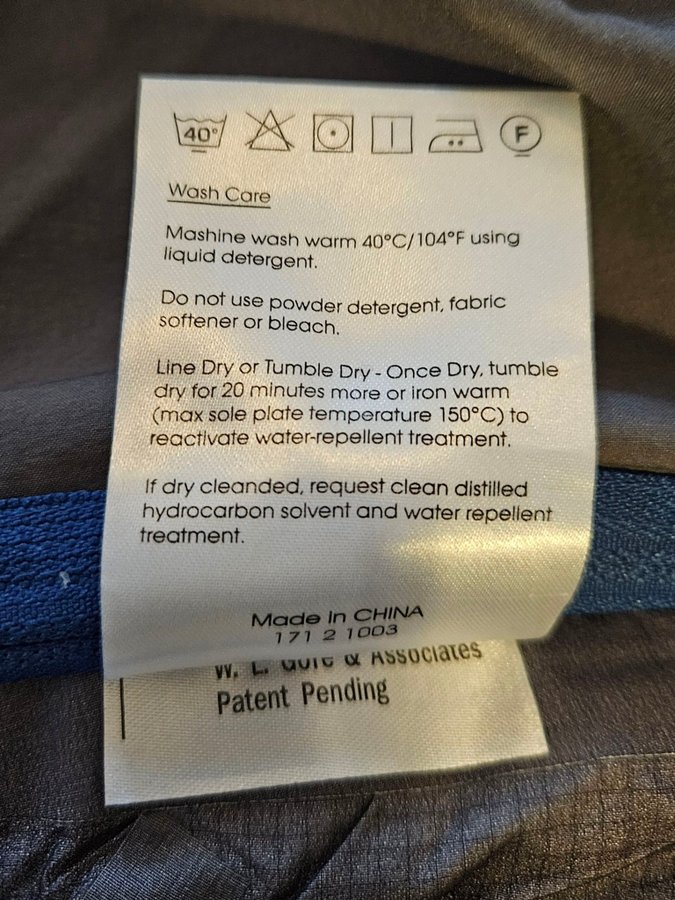 40° F
Wash Care
Mashine wash warm 40°C/104°F using
liquid detergent.
Do not use powder detergent, fabric
softener or bleach.
Line Dry or Tumble Dry - Once Dry, tumble
dry for 20 minutes more or iron warm
(max sole plate temperature 150°C) to
reactivate water-repellent treatment.
If dry cleanded, request clean distilled
hydrocarbon solvent and water repellent
treatment.
Made in CHINA
171 2 1003
W. L. Gore & Associates
Patent Pending